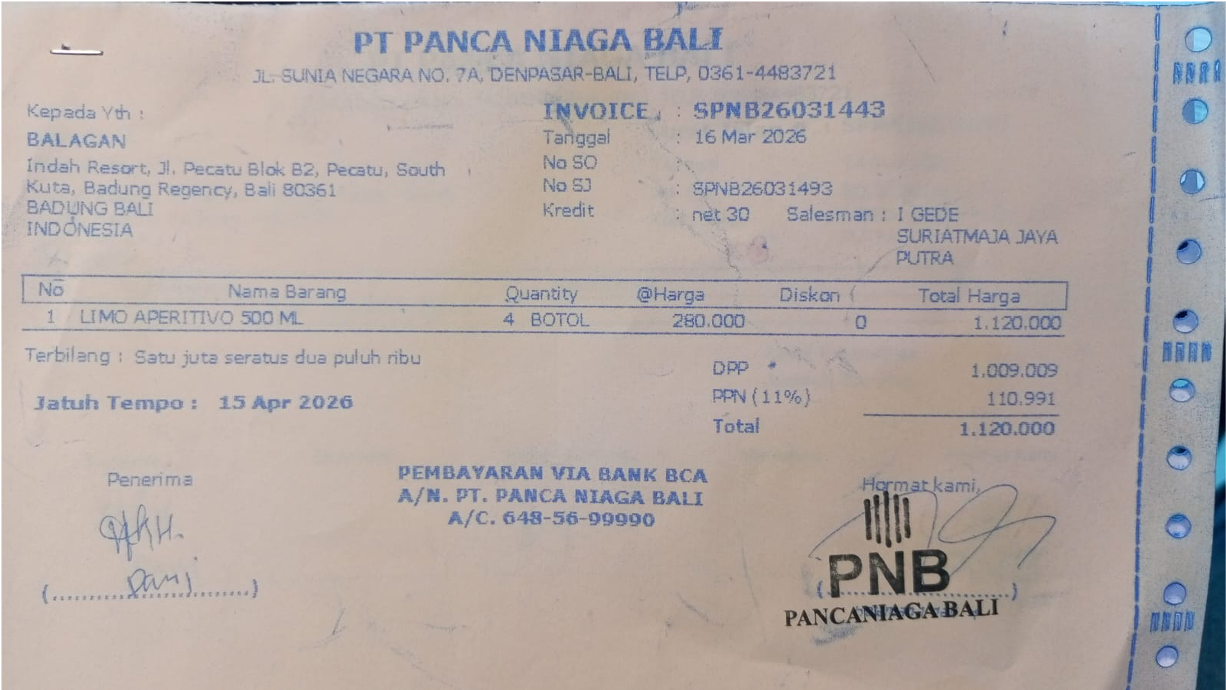 PT PANCA NIAGA BALI
JL. SUNIA NEGARA NO. 7A, DENPASAR-BALI, TELP, 0361-4483721
Kepada Yth :
BALAGAN
Indah Resort, Jl. Pecatu Blok B2, Pecatu, South
Kuta, Badung Regency, Bali 80361
BADUNG BALI
INDONESIA
INVOICE : SPNB26031443
Tanggal : 16 Mar 2026
No SO
No SJ : SPNB26031493
Kredit : net 30 Salesman : I GEDE
SURIATMAJA JAYA
PUTRA
No Nama Barang Quantity @Harga Diskon Total Harga
1 LIMO APERITIVO 500 ML 4 BOTOL 280.000 0 1.120.000
Terbilang : Satu juta seratus dua puluh ribu
Jatuh Tempo : 15 Apr 2026
DPP 1.009.009
PPN (11%) 110.991
Total 1.120.000
Penerima
(..............................)
PEMBAYARAN VIA BANK BCA
A/N. PT. PANCA NIAGA BALI
A/C. 648-56-99990
Hormat kami,
PNB
PANCANIAGA BALI